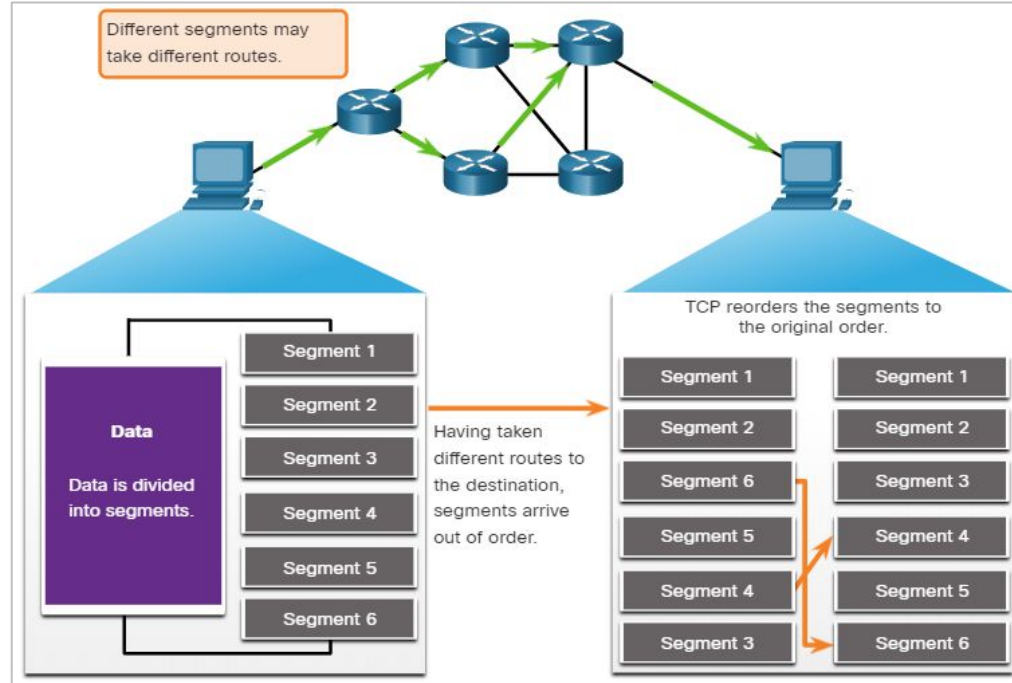 Different segments may
take different routes.
Data
Data is divided
into segments.
Segment 1
Segment 2
Segment 3
Segment 4
Segment 5
Segment 6
Having taken
different routes to
the destination,
segments arrive
out of order.
TCP reorders the segments to
the original order.
Segment 1
Segment 2
Segment 6
Segment 5
Segment 4
Segment 3
Segment 1
Segment 2
Segment 3
Segment 4
Segment 5
Segment 6